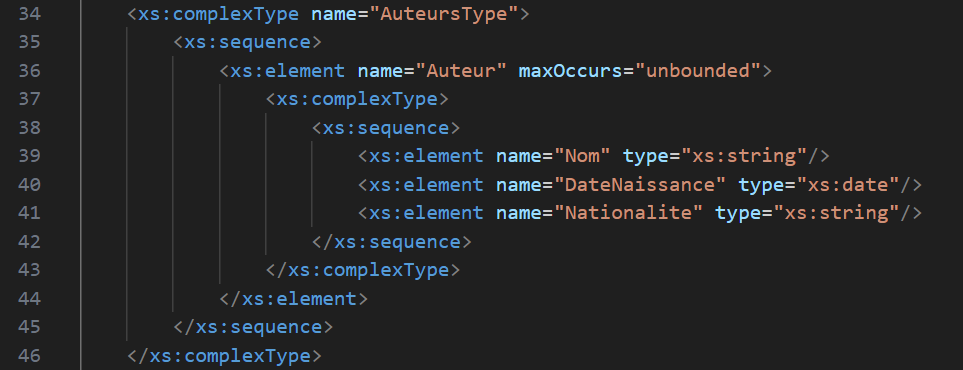 34 <xs:complexType name="AuteursType">
35 <xs:sequence>
36 <xs:element name="Auteur" maxOccurs="unbounded">
37 <xs:complexType>
38 <xs:sequence>
39 <xs:element name="Nom" type="xs:string"/>
40 <xs:element name="DateNaissance" type="xs:date"/>
41 <xs:element name="Nationalite" type="xs:string"/>
42 </xs:sequence>
43 </xs:complexType>
44 </xs:element>
45 </xs:sequence>
46 </xs:complexType>